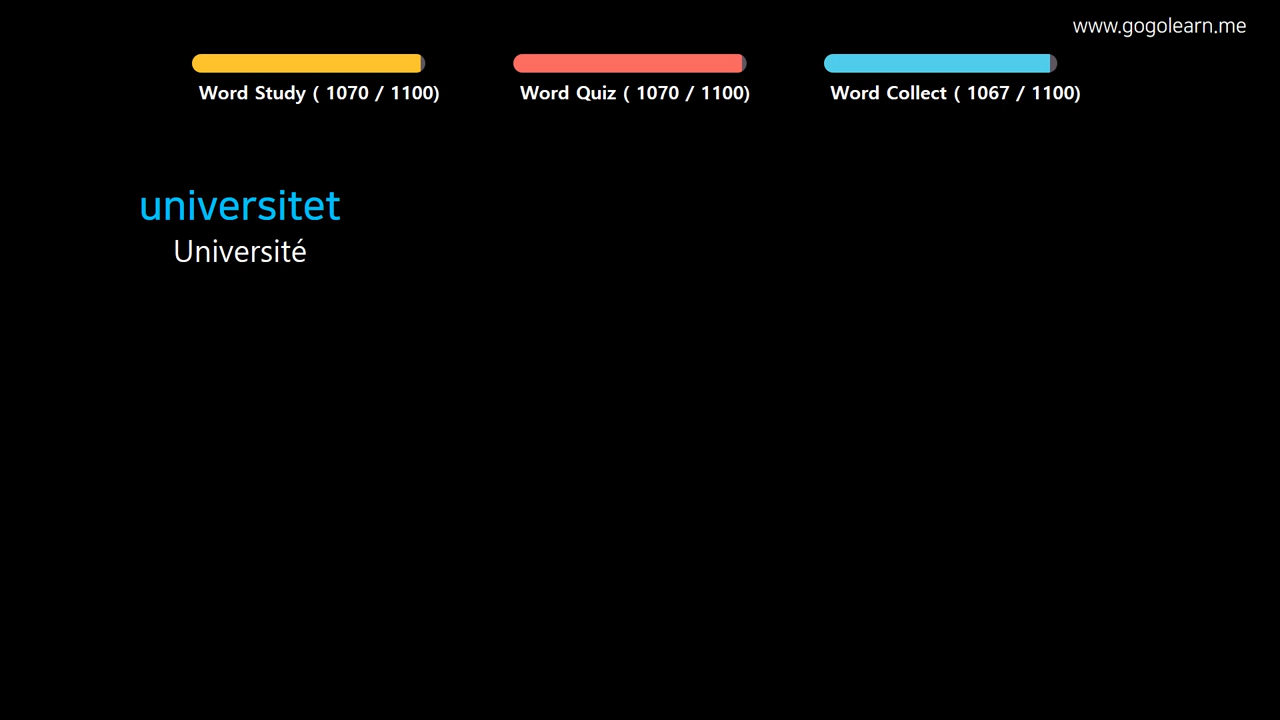 www.gogolearn.me
Word Study ( 1070 / 1100)
Word Quiz ( 1070 / 1100)
Word Collect ( 1067 / 1100)
universitet
Université